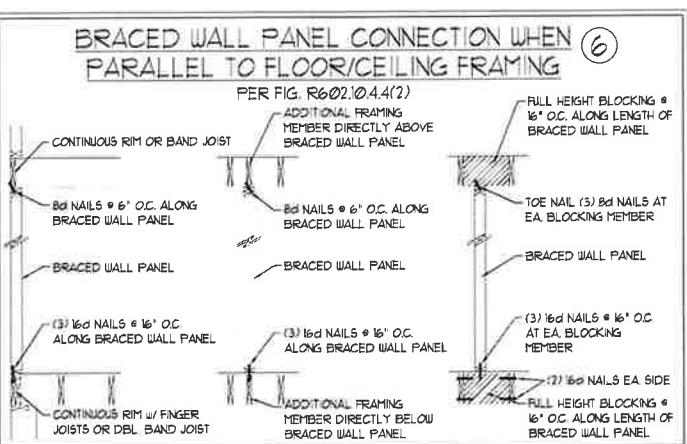 BRACED WALL PANEL CONNECTION WHEN
PARALLEL TO FLOOR/CEILING FRAMING
6
PER FIG. R602.10.4.4(2)
CONTINUOUS RIM OR BAND JOIST
8d NAILS @ 6" O.C. ALONG
BRACED WALL PANEL
BRACED WALL PANEL
(3) 16d NAILS @ 16" O.C.
ALONG BRACED WALL PANEL
CONTINUOUS RIM W/ FINGER
JOISTS OR DBL. BAND JOIST
ADDITIONAL FRAMING
MEMBER DIRECTLY ABOVE
BRACED WALL PANEL
8d NAILS @ 6" O.C. ALONG
BRACED WALL PANEL
BRACED WALL PANEL
(3) 16d NAILS @ 16" O.C.
ALONG BRACED WALL PANEL
ADDITIONAL FRAMING
MEMBER DIRECTLY BELOW
BRACED WALL PANEL
FULL HEIGHT BLOCKING @
16" O.C. ALONG LENGTH OF
BRACED WALL PANEL
TOE NAIL (3) 8d NAILS AT
EA. BLOCKING MEMBER
BRACED WALL PANEL
(3) 16d NAILS @ 16" O.C.
AT EA. BLOCKING
MEMBER
(2) 16d NAILS EA. SIDE
FULL HEIGHT BLOCKING @
16" O.C. ALONG LENGTH OF
BRACED WALL PANEL